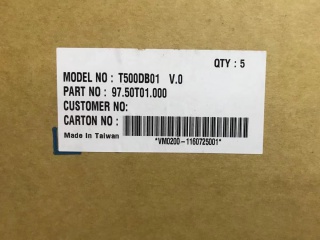 QTY : 5
MODEL NO : T500DB01 V.0
PART NO : 97.50T01.000
CUSTOMER NO:
CARTON NO :
Made In Taiwan
*VM0200-1160725001*